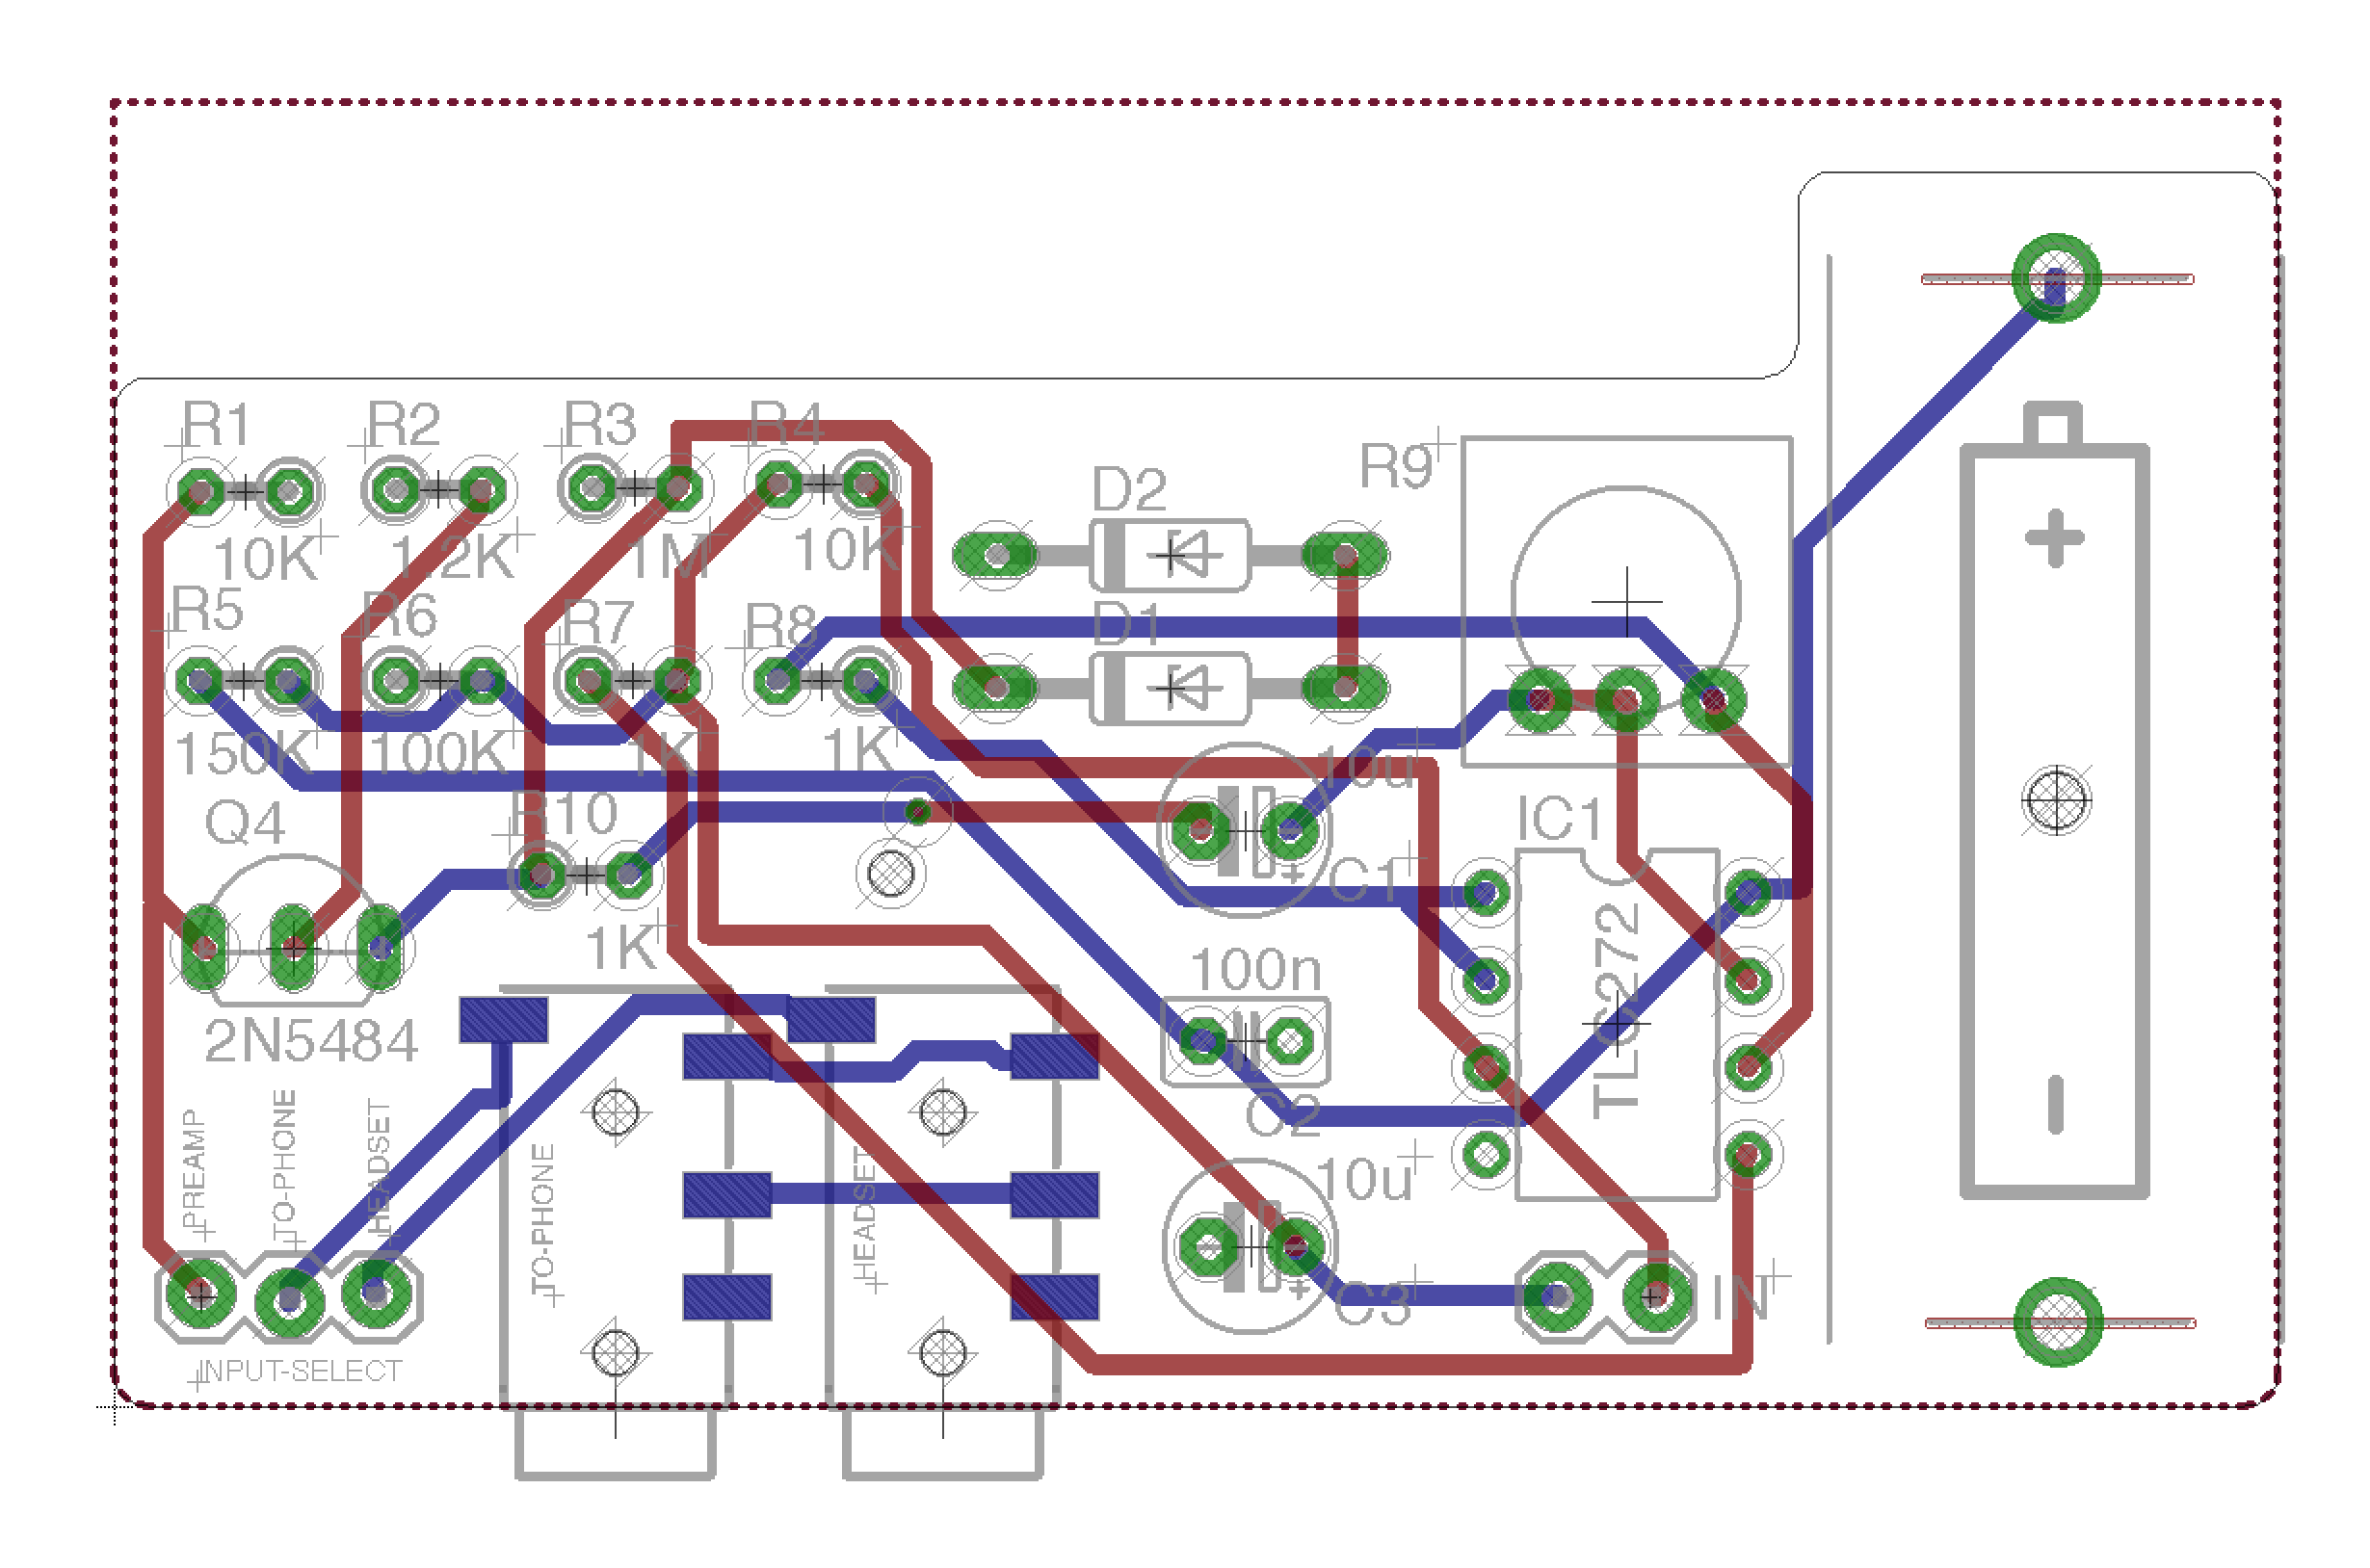 R1
R2
R3
R4
10K
1.2K
1M
10K
D2
R9
R5
R6
R7
R8
D1
150K
100K
1K
1K
10u
Q4
R10
IC1
C1
1K
100n
2N5484
TLC272
C2
PREAMP
TO-PHONE
HEADSET
TO-PHONE
HEADSET
10u
C3
IN
INPUT-SELECT
+
-